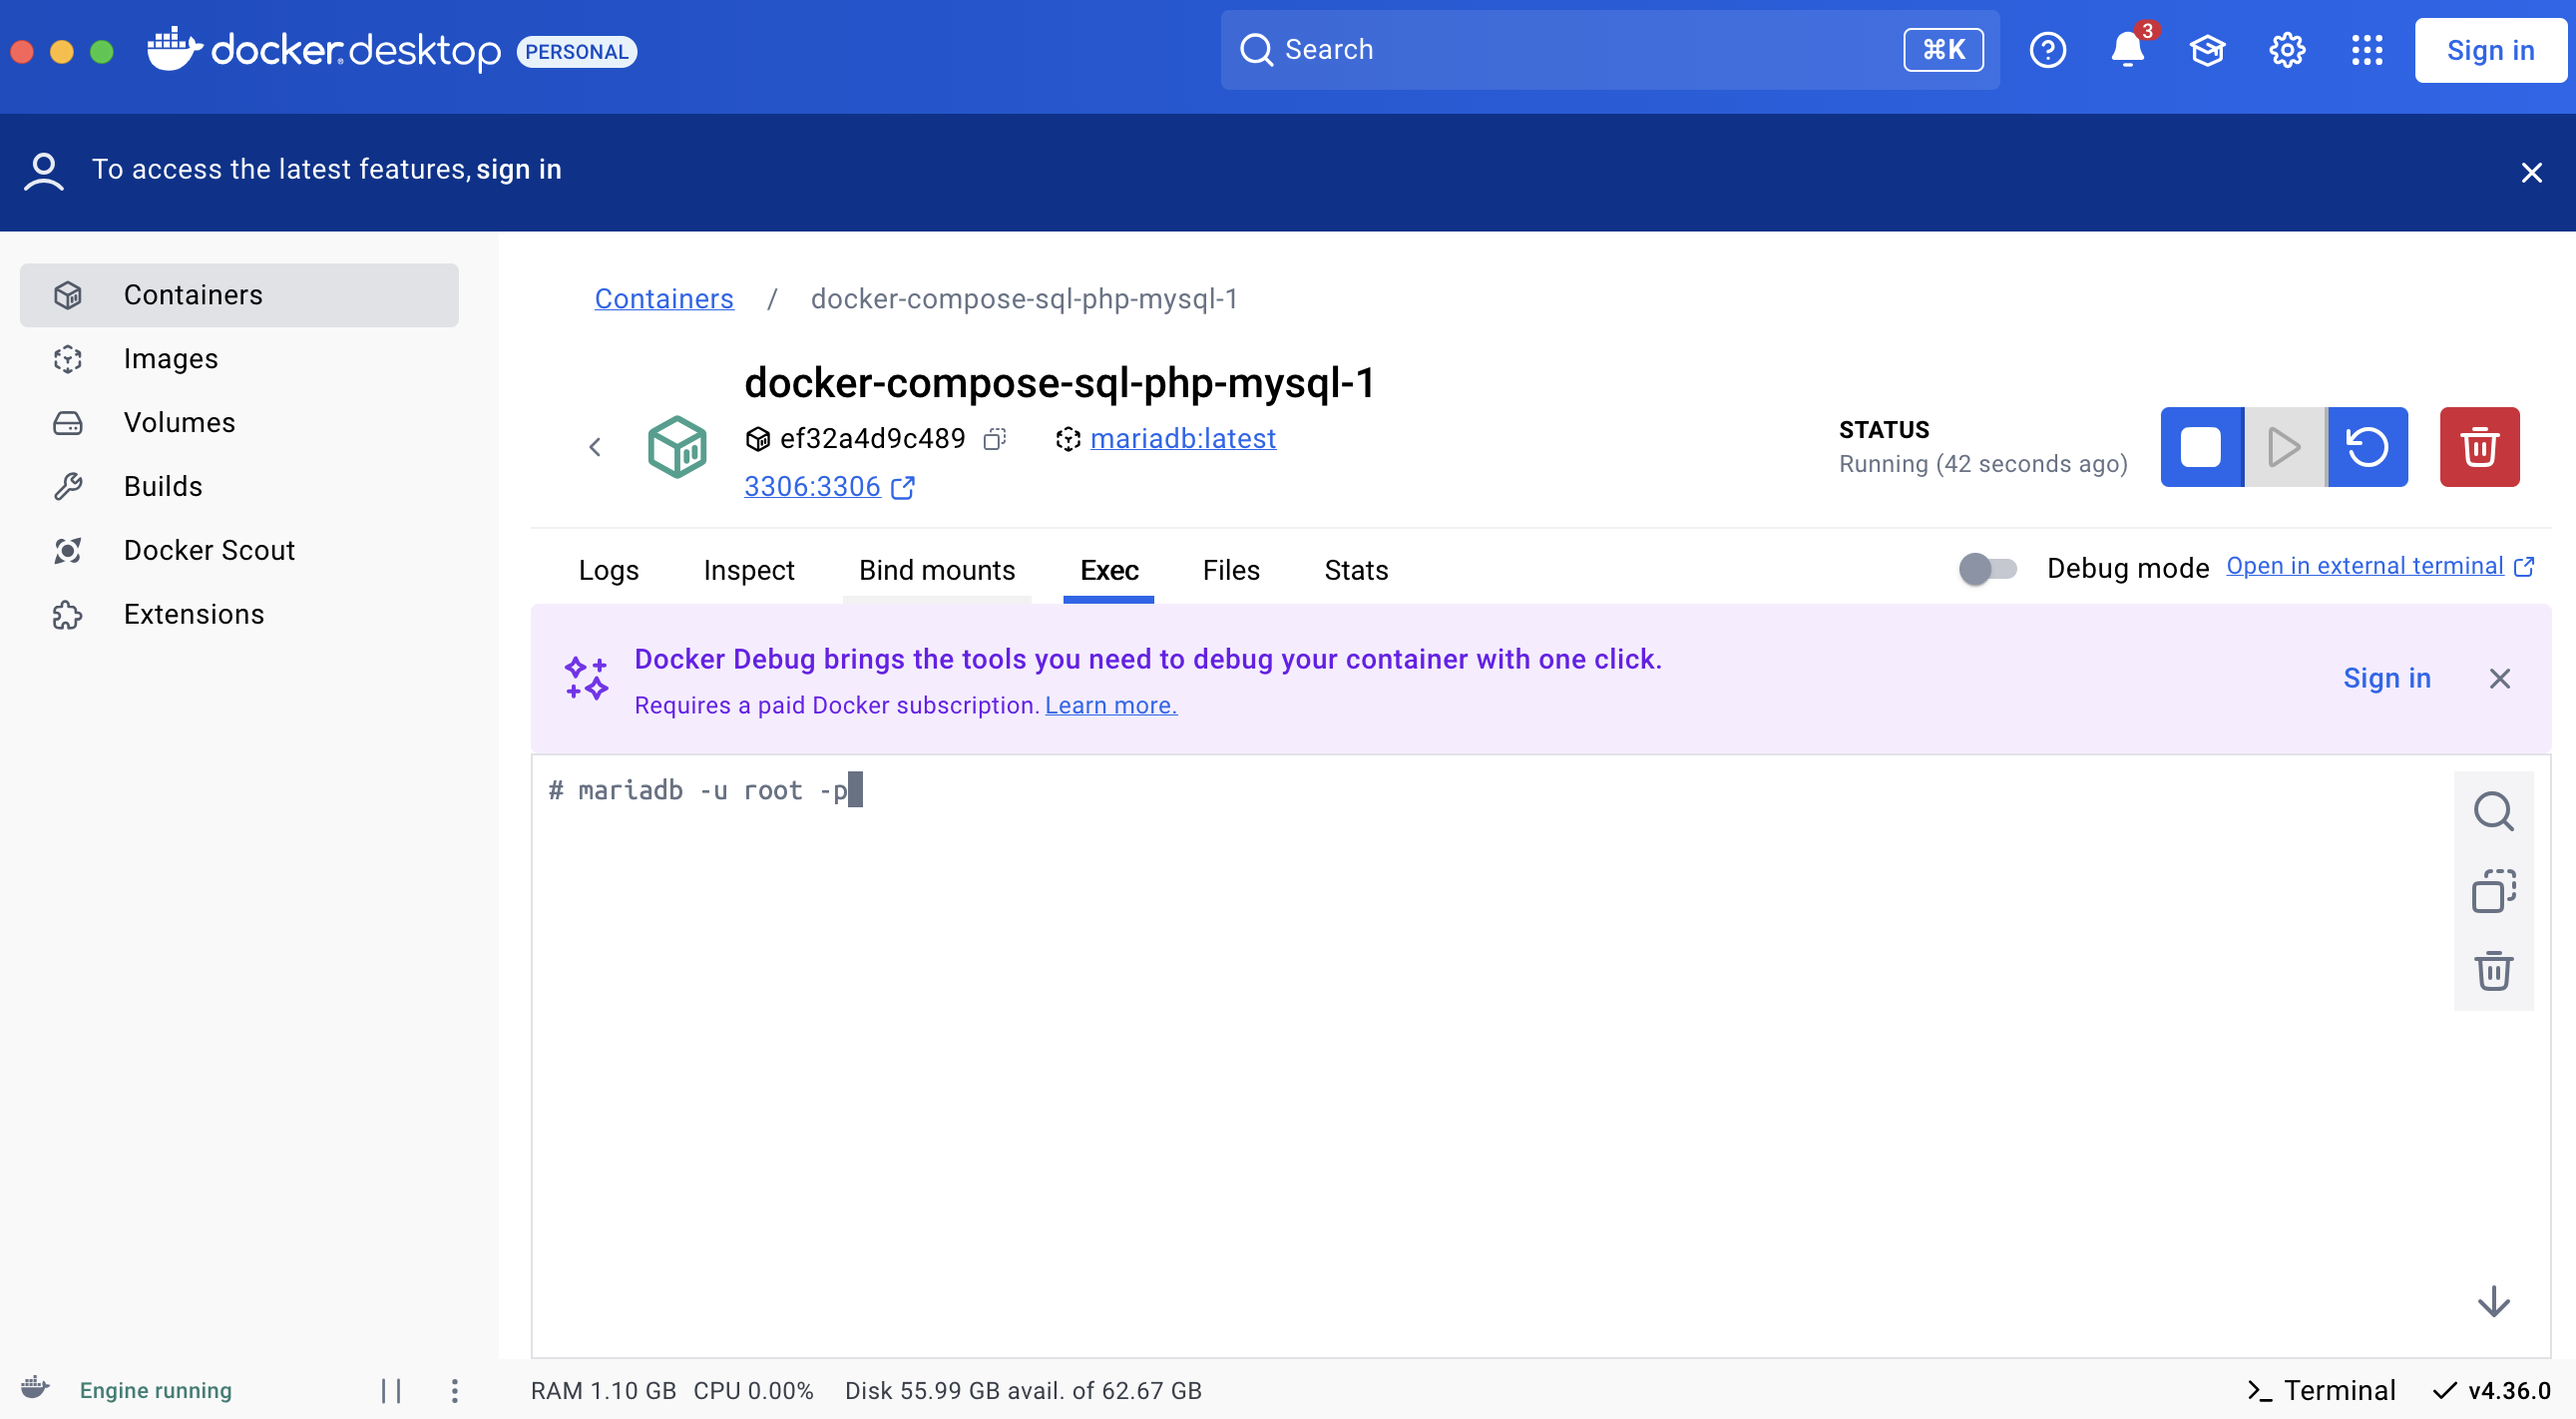 docker.desktop PERSONAL
Search ⌘K
3
Sign in
To access the latest features, sign in
Containers
Images
Volumes
Builds
Docker Scout
Extensions
Containers / docker-compose-sql-php-mysql-1
docker-compose-sql-php-mysql-1
ef32a4d9c489 mariadb:latest
3306:3306
STATUS
Running (42 seconds ago)
Logs Inspect Bind mounts Exec Files Stats
Debug mode Open in external terminal
Docker Debug brings the tools you need to debug your container with one click.
Requires a paid Docker subscription. Learn more.
Sign in
# mariadb -u root -p
Engine running
RAM 1.10 GB CPU 0.00% Disk 55.99 GB avail. of 62.67 GB
Terminal v4.36.0